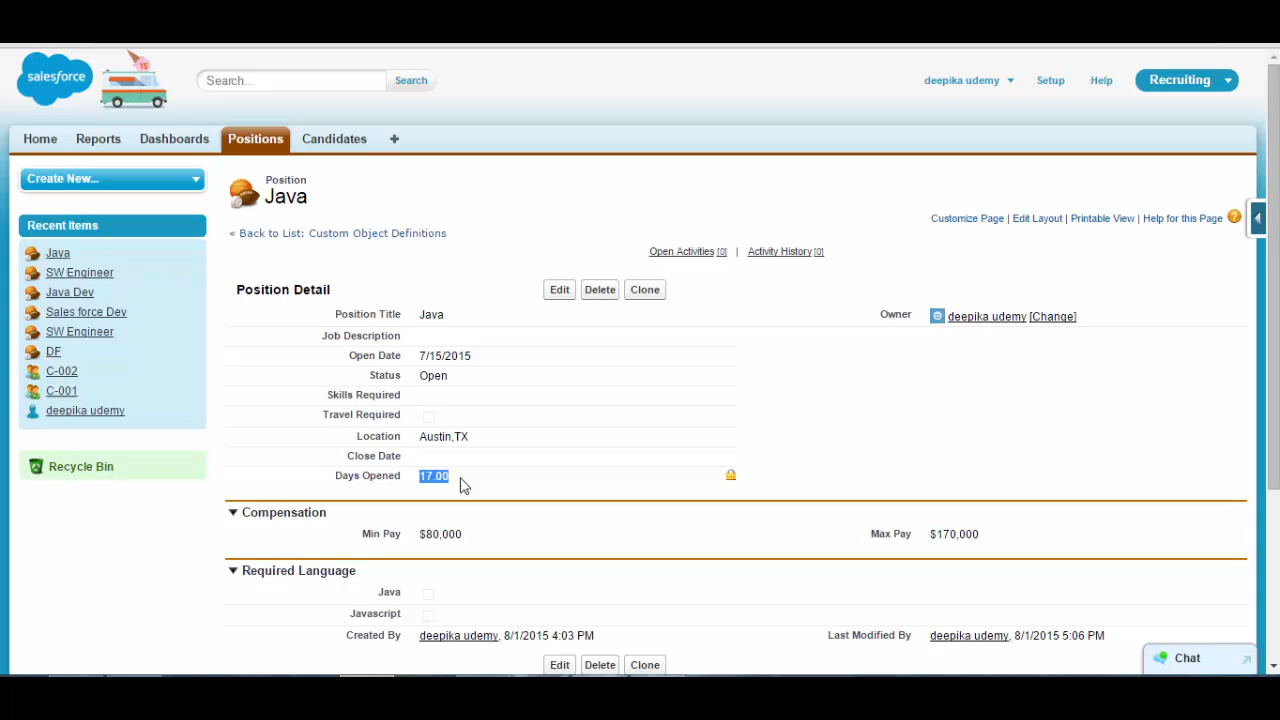 salesforce
15
Search...
Search
deepika udemy
Setup
Help
Recruiting
Home
Reports
Dashboards
Positions
Candidates
+
Create New...
Recent Items
Java
SW Engineer
Java Dev
Sales force Dev
SW Engineer
DF
C-002
C-001
deepika udemy
Recycle Bin
Position
Java
Customize Page | Edit Layout | Printable View | Help for this Page ?
« Back to List: Custom Object Definitions
Open Activities [0] | Activity History [0]
Position Detail
Edit
Delete
Clone
Position Title Java
Owner deepika udemy [Change]
Job Description
Open Date 7/15/2015
Status Open
Skills Required
Travel Required
Location Austin,TX
Close Date
Days Opened 17.00
Compensation
Min Pay $80,000
Max Pay $170,000
Required Language
Java
Javascript
Created By deepika udemy, 8/1/2015 4:03 PM
Last Modified By deepika udemy, 8/1/2015 5:06 PM
Edit
Delete
Clone
Chat